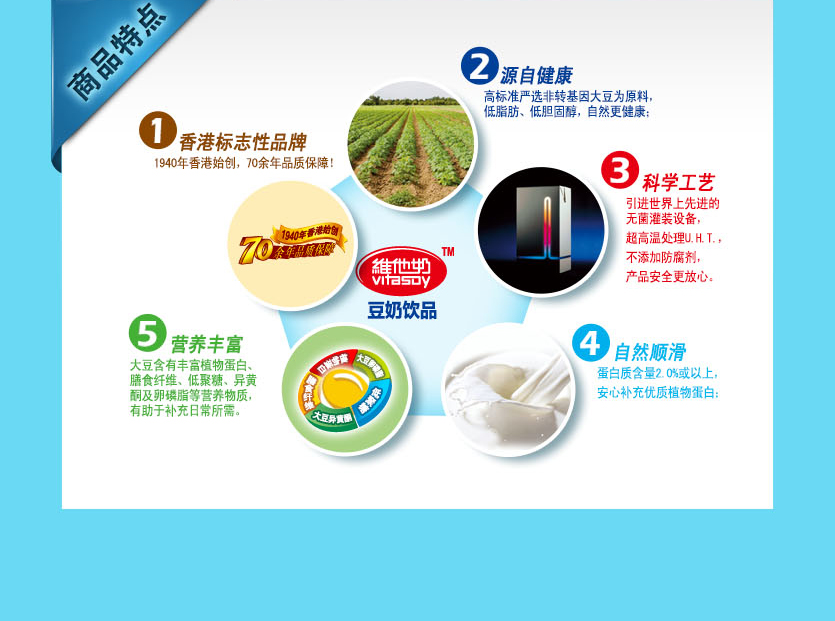 商品特点
1
香港标志性品牌
1940年香港始创，70余年品质保障！
2
源自健康
高标准严选非转基因大豆为原料，
低脂肪、低胆固醇，自然更健康；
3
科学工艺
引进世界上先进的
无菌灌装设备，
超高温处理U.H.T.，
不添加防腐剂，
产品安全更放心。
1940年香港始创
70余年品质保障
維他奶
TM
vitasoy
豆奶饮品
4
自然顺滑
蛋白质含量2.0%或以上，
安心补充优质植物蛋白；
5
营养丰富
大豆含有丰富植物蛋白、
膳食纤维、低聚糖、异黄
酮及卵磷脂等营养物质，
有助于补充日常所需。
大豆异黄酮